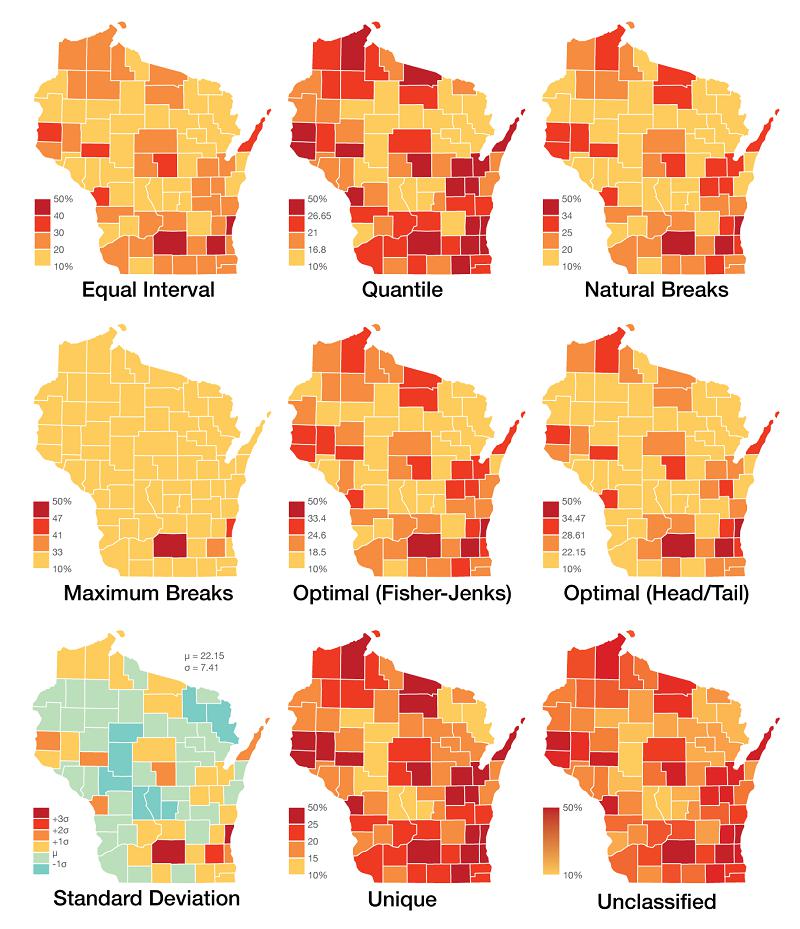 50%
40
30
20
10%
Equal Interval
50%
26.65
21
16.8
10%
Quantile
50%
34
25
20
10%
Natural Breaks
50%
47
41
33
10%
Maximum Breaks
50%
33.4
24.6
18.5
10%
Optimal (Fisher-Jenks)
50%
34.47
28.61
22.15
10%
Optimal (Head/Tail)
μ = 22.15
σ = 7.41
+3σ
+2σ
+1σ
μ
-1σ
Standard Deviation
50%
25
20
15
10%
Unique
50%
10%
Unclassified